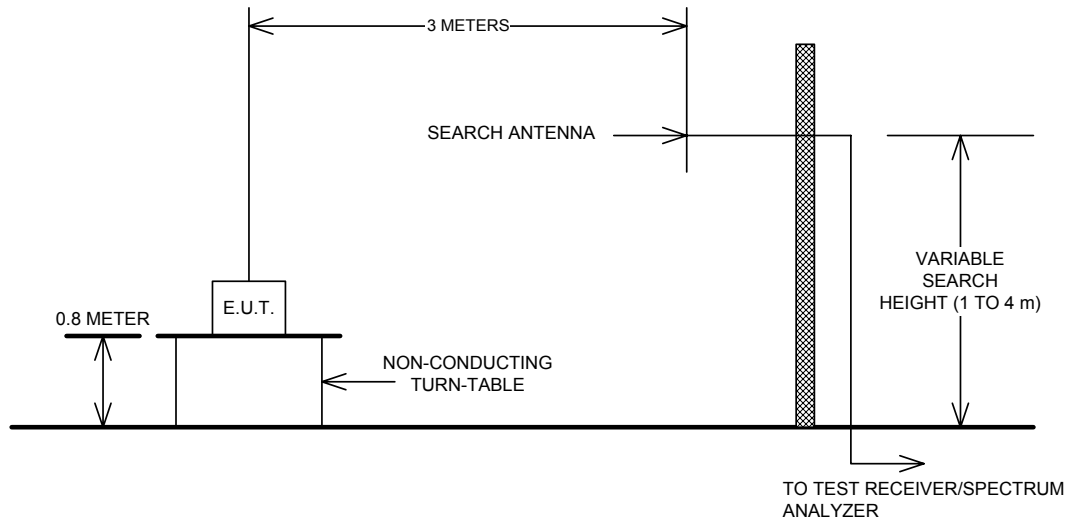 3 METERS
SEARCH ANTENNA
VARIABLE
SEARCH
HEIGHT (1 TO 4 m)
E.U.T.
0.8 METER
NON-CONDUCTING
TURN-TABLE
TO TEST RECEIVER/SPECTRUM
ANALYZER